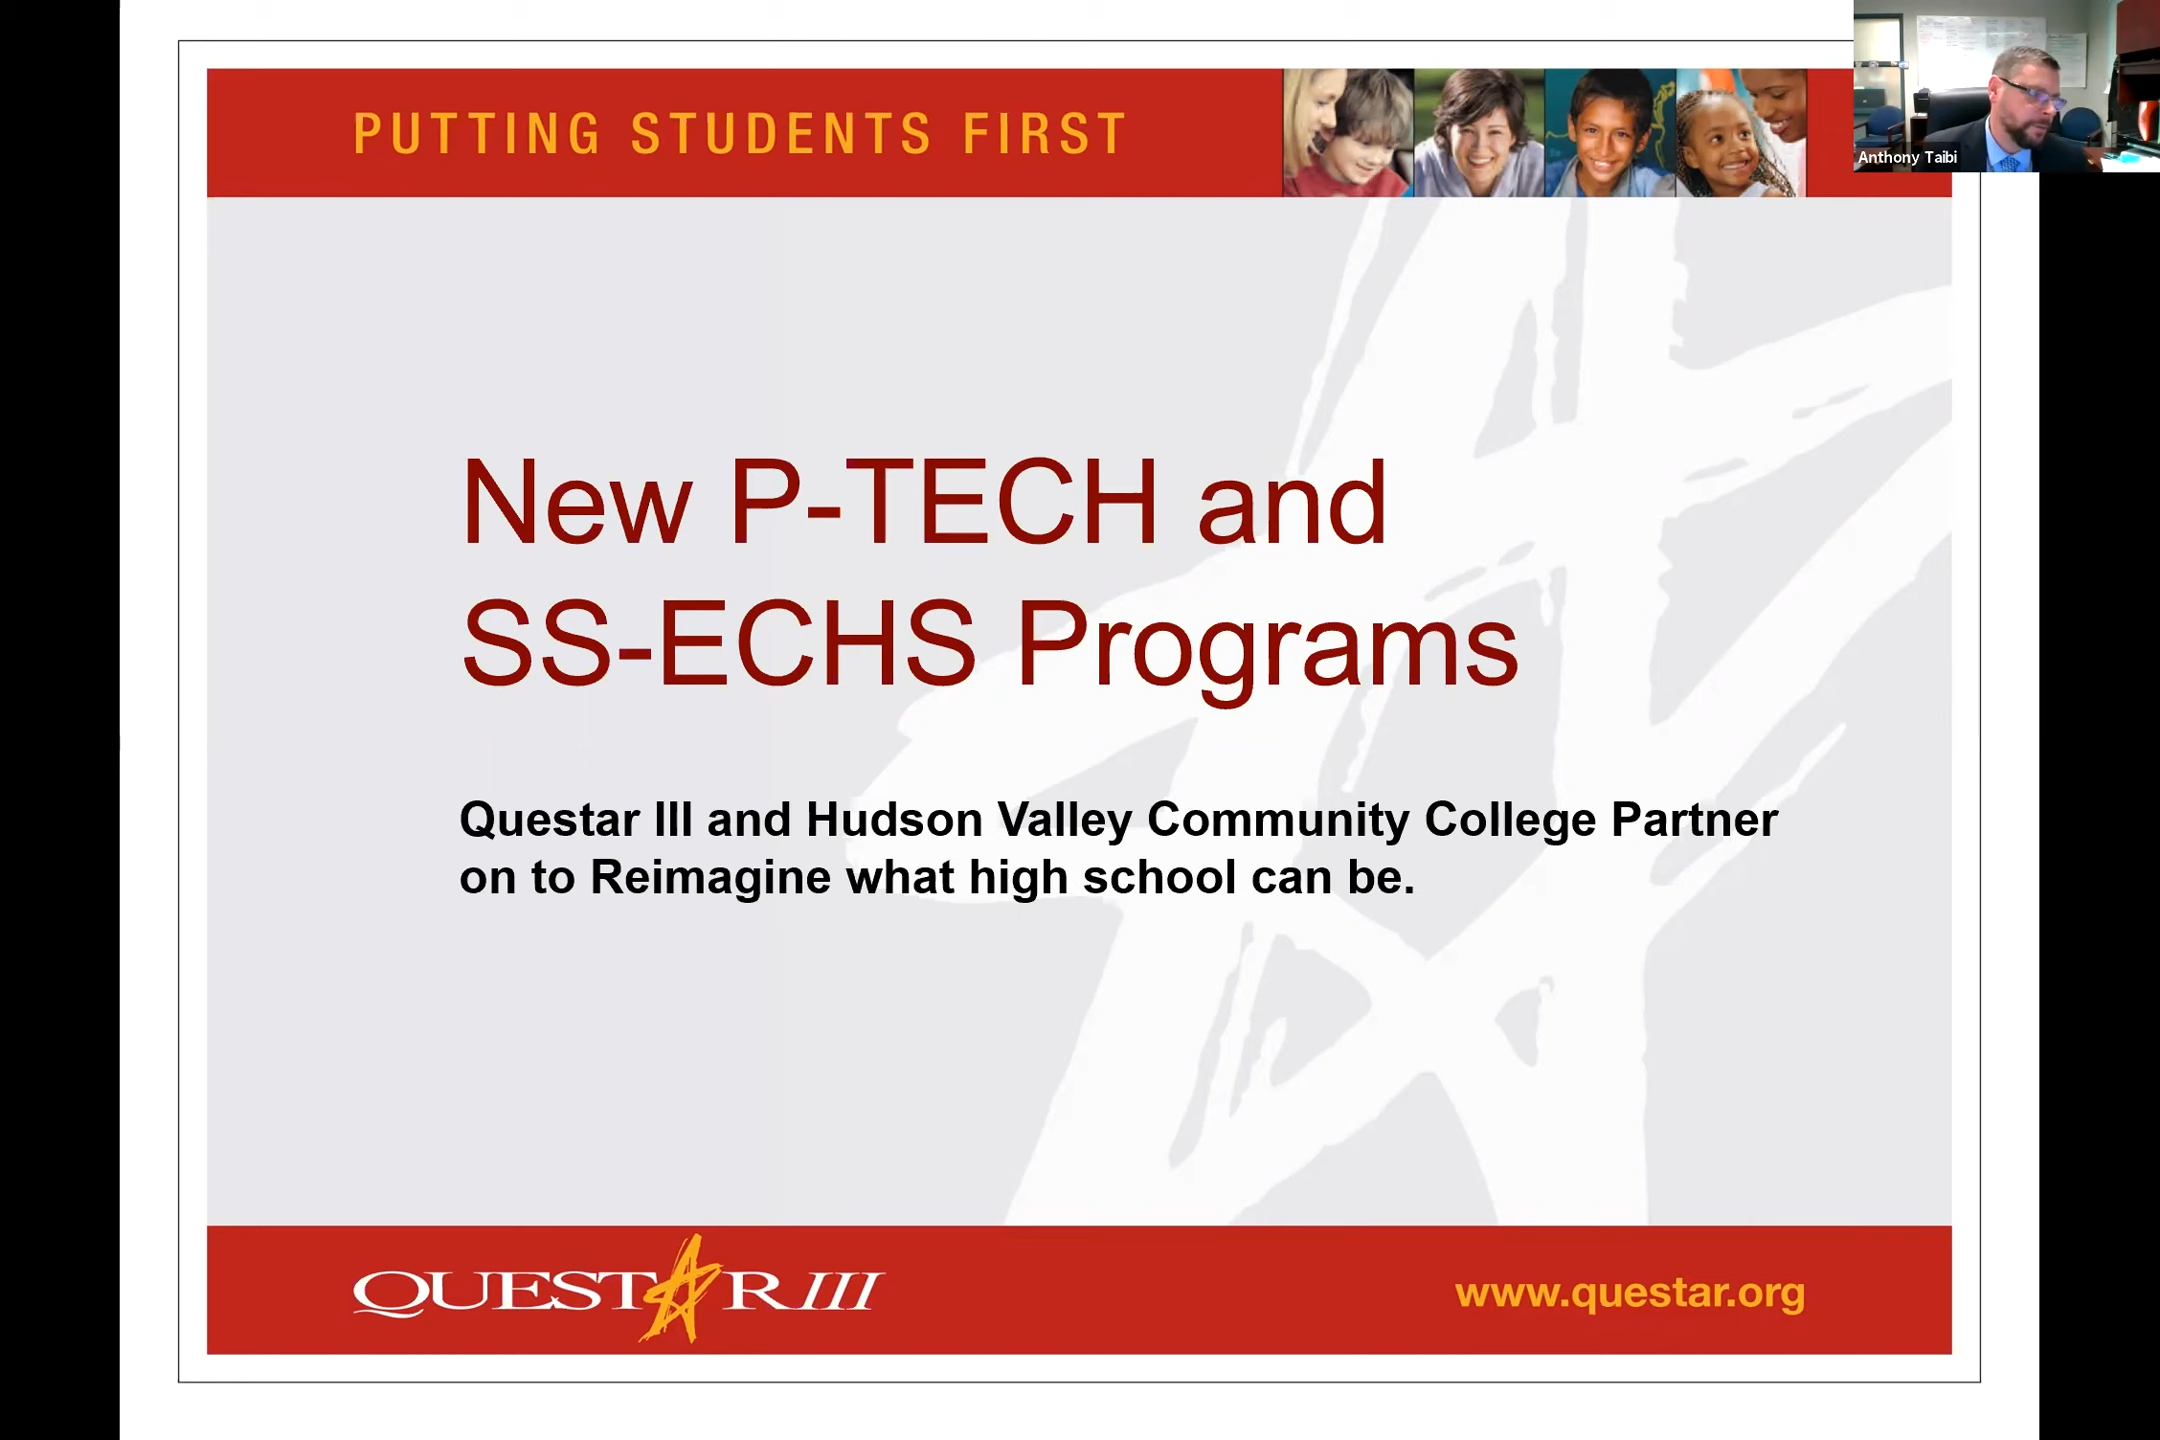 PUTTING STUDENTS FIRST
Anthony Taibi
New P-TECH and
SS-ECHS Programs
Questar III and Hudson Valley Community College Partner
on to Reimagine what high school can be.
QUESTAR III
www.questar.org